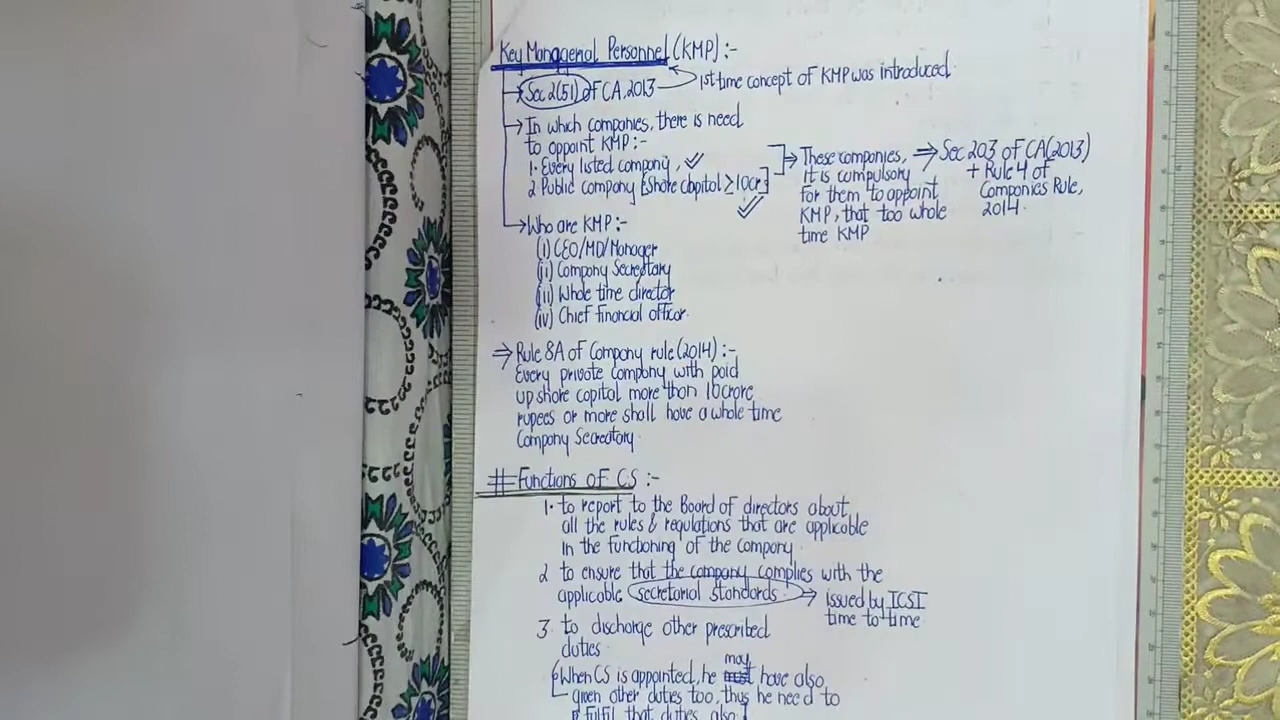 Key Managerial Personnel (KMP) :-
Sec 2(51) of CA, 2013 → 1st time concept of KMP was introduced
In which companies, there is need
to appoint KMP :-
1. Every listed company, ✓
2 Public company Share capital ≥ 10cr ✓
These companies,
it is compulsory
for them to appoint
KMP, that too whole
time KMP
⇒ Sec 203 of CA(2013)
+ Rule 4 of
Companies Rule,
2014.
Who are KMP :-
(i) CEO/MD/Manager
(ii) Company Secreatary
(iii) Whole time director
(iv) Chief financial officer.
⇒ Rule 8A of Company rule (2014) :-
Every private company with paid
up share capital more than 10 crore
rupees or more shall have a whole time
Company Secreatary.
# Functions of CS :-
1. to report to the Board of directors about
all the rules & regulations that are applicable
in the functioning of the company.
2 to ensure that the company complies with the
applicable secretarial standards. → issued by ICSI
time to time
3. to discharge other prescribed
duties
(When CS is appointed, he may have also
given other duties too, thus he need to
fulfil that duties also